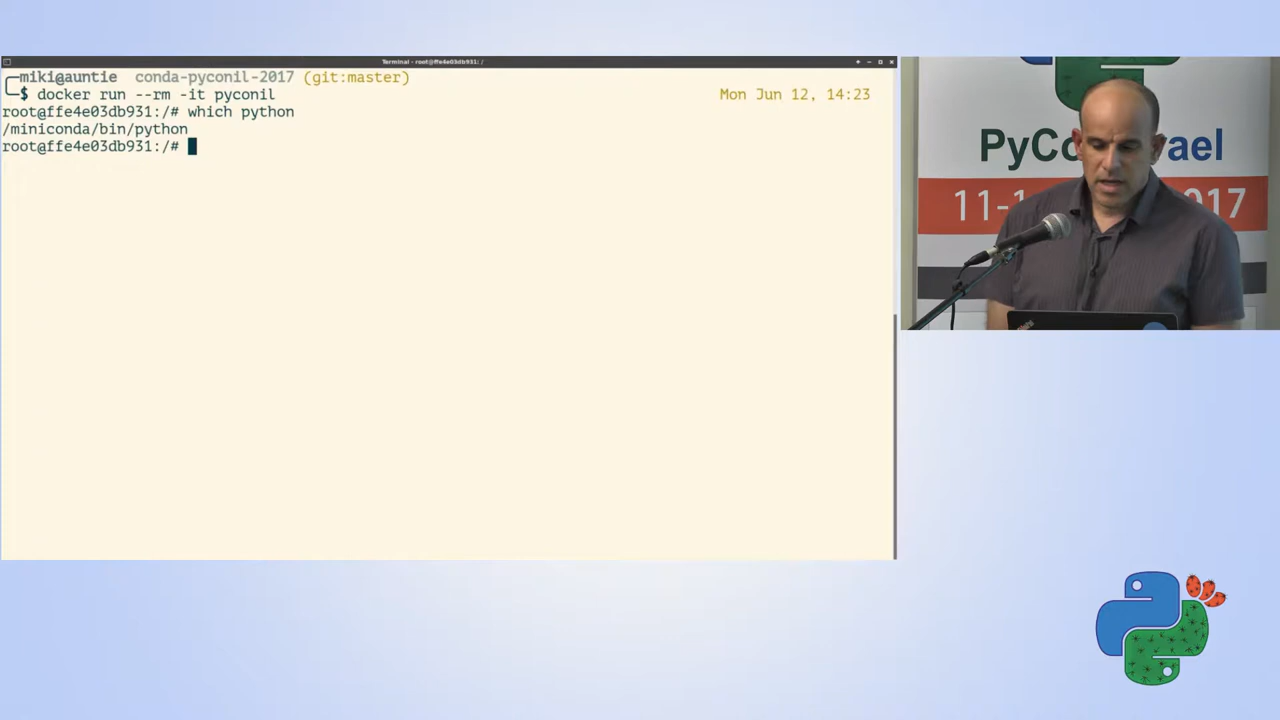 Terminal - root@ffe4e03db931: /
miki@auntie conda-pyconil-2017 (git:master)
$ docker run --rm -it pyconil Mon Jun 12, 14:23
root@ffe4e03db931:/# which python
/miniconda/bin/python
root@ffe4e03db931:/#
PyCo ael
11-1 017